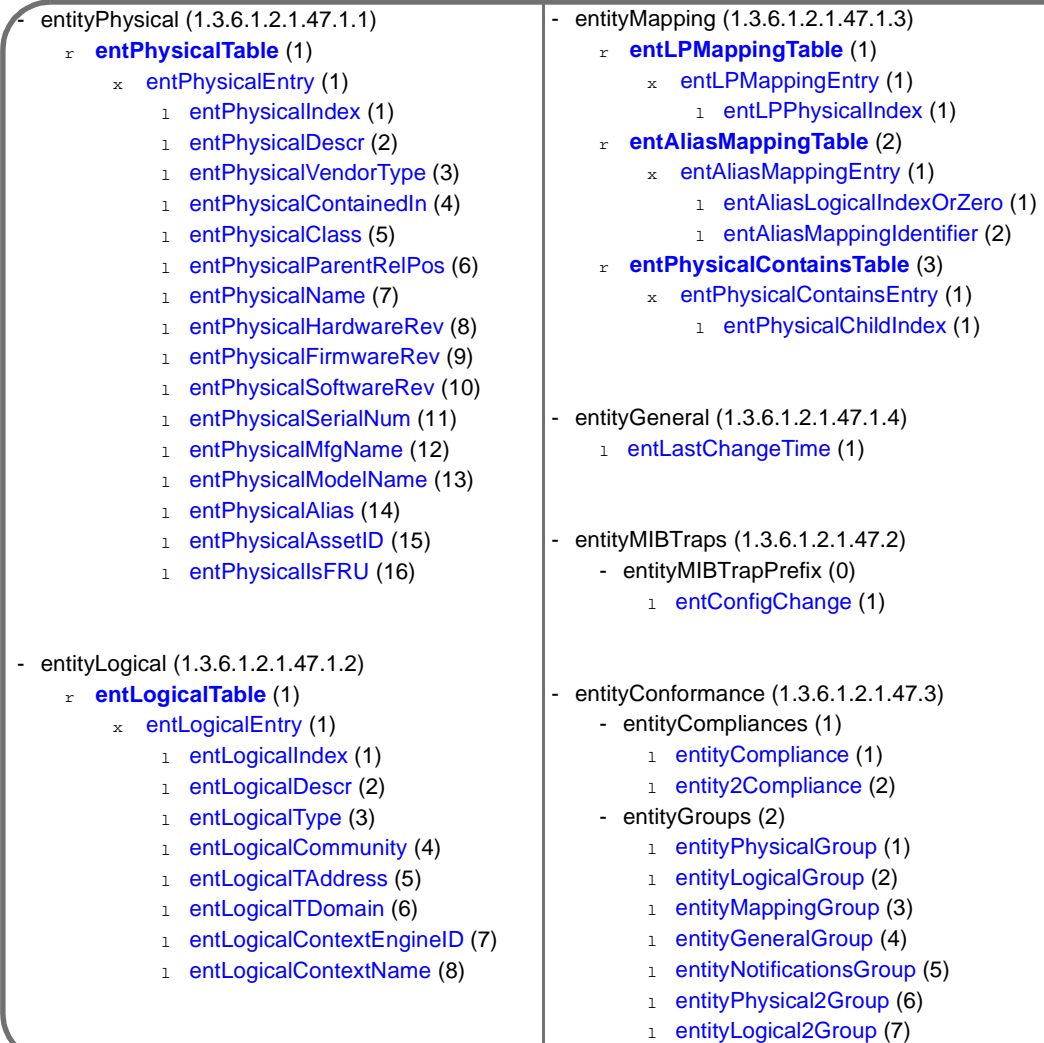 - entityPhysical (1.3.6.1.2.1.47.1.1)
r entPhysicalTable (1)
x entPhysicalEntry (1)
l entPhysicalIndex (1)
l entPhysicalDescr (2)
l entPhysicalVendorType (3)
l entPhysicalContainedIn (4)
l entPhysicalClass (5)
l entPhysicalParentRelPos (6)
l entPhysicalName (7)
l entPhysicalHardwareRev (8)
l entPhysicalFirmwareRev (9)
l entPhysicalSoftwareRev (10)
l entPhysicalSerialNum (11)
l entPhysicalMfgName (12)
l entPhysicalModelName (13)
l entPhysicalAlias (14)
l entPhysicalAssetID (15)
l entPhysicalIsFRU (16)
- entityLogical (1.3.6.1.2.1.47.1.2)
r entLogicalTable (1)
x entLogicalEntry (1)
l entLogicalIndex (1)
l entLogicalDescr (2)
l entLogicalType (3)
l entLogicalCommunity (4)
l entLogicalTAddress (5)
l entLogicalTDomain (6)
l entLogicalContextEngineID (7)
l entLogicalContextName (8)
- entityMapping (1.3.6.1.2.1.47.1.3)
r entLPMappingTable (1)
x entLPMappingEntry (1)
l entLPPhysicalIndex (1)
r entAliasMappingTable (2)
x entAliasMappingEntry (1)
l entAliasLogicalIndexOrZero (1)
l entAliasMappingIdentifier (2)
r entPhysicalContainsTable (3)
x entPhysicalContainsEntry (1)
l entPhysicalChildIndex (1)
- entityGeneral (1.3.6.1.2.1.47.1.4)
l entLastChangeTime (1)
- entityMIBTraps (1.3.6.1.2.1.47.2)
- entityMIBTrapPrefix (0)
l entConfigChange (1)
- entityConformance (1.3.6.1.2.1.47.3)
- entityCompliances (1)
l entityCompliance (1)
l entity2Compliance (2)
- entityGroups (2)
l entityPhysicalGroup (1)
l entityLogicalGroup (2)
l entityMappingGroup (3)
l entityGeneralGroup (4)
l entityNotificationsGroup (5)
l entityPhysical2Group (6)
l entityLogical2Group (7)